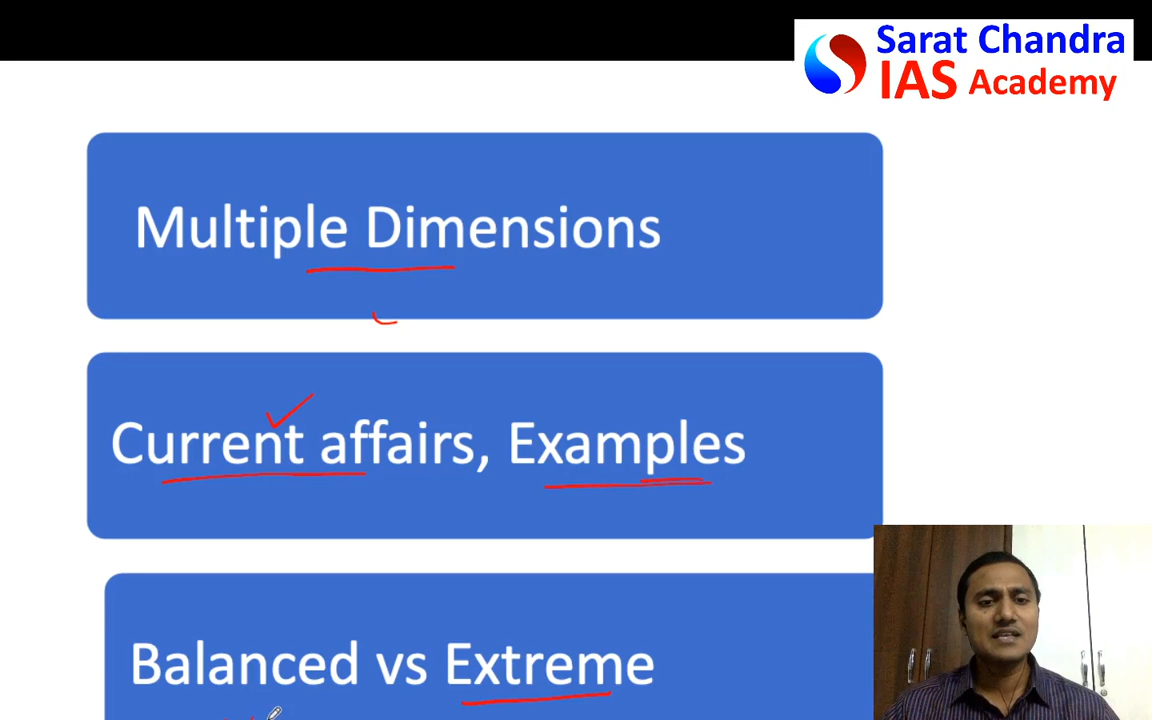 Sarat Chandra
IAS Academy
Multiple Dimensions
Current affairs, Examples
Balanced vs Extreme